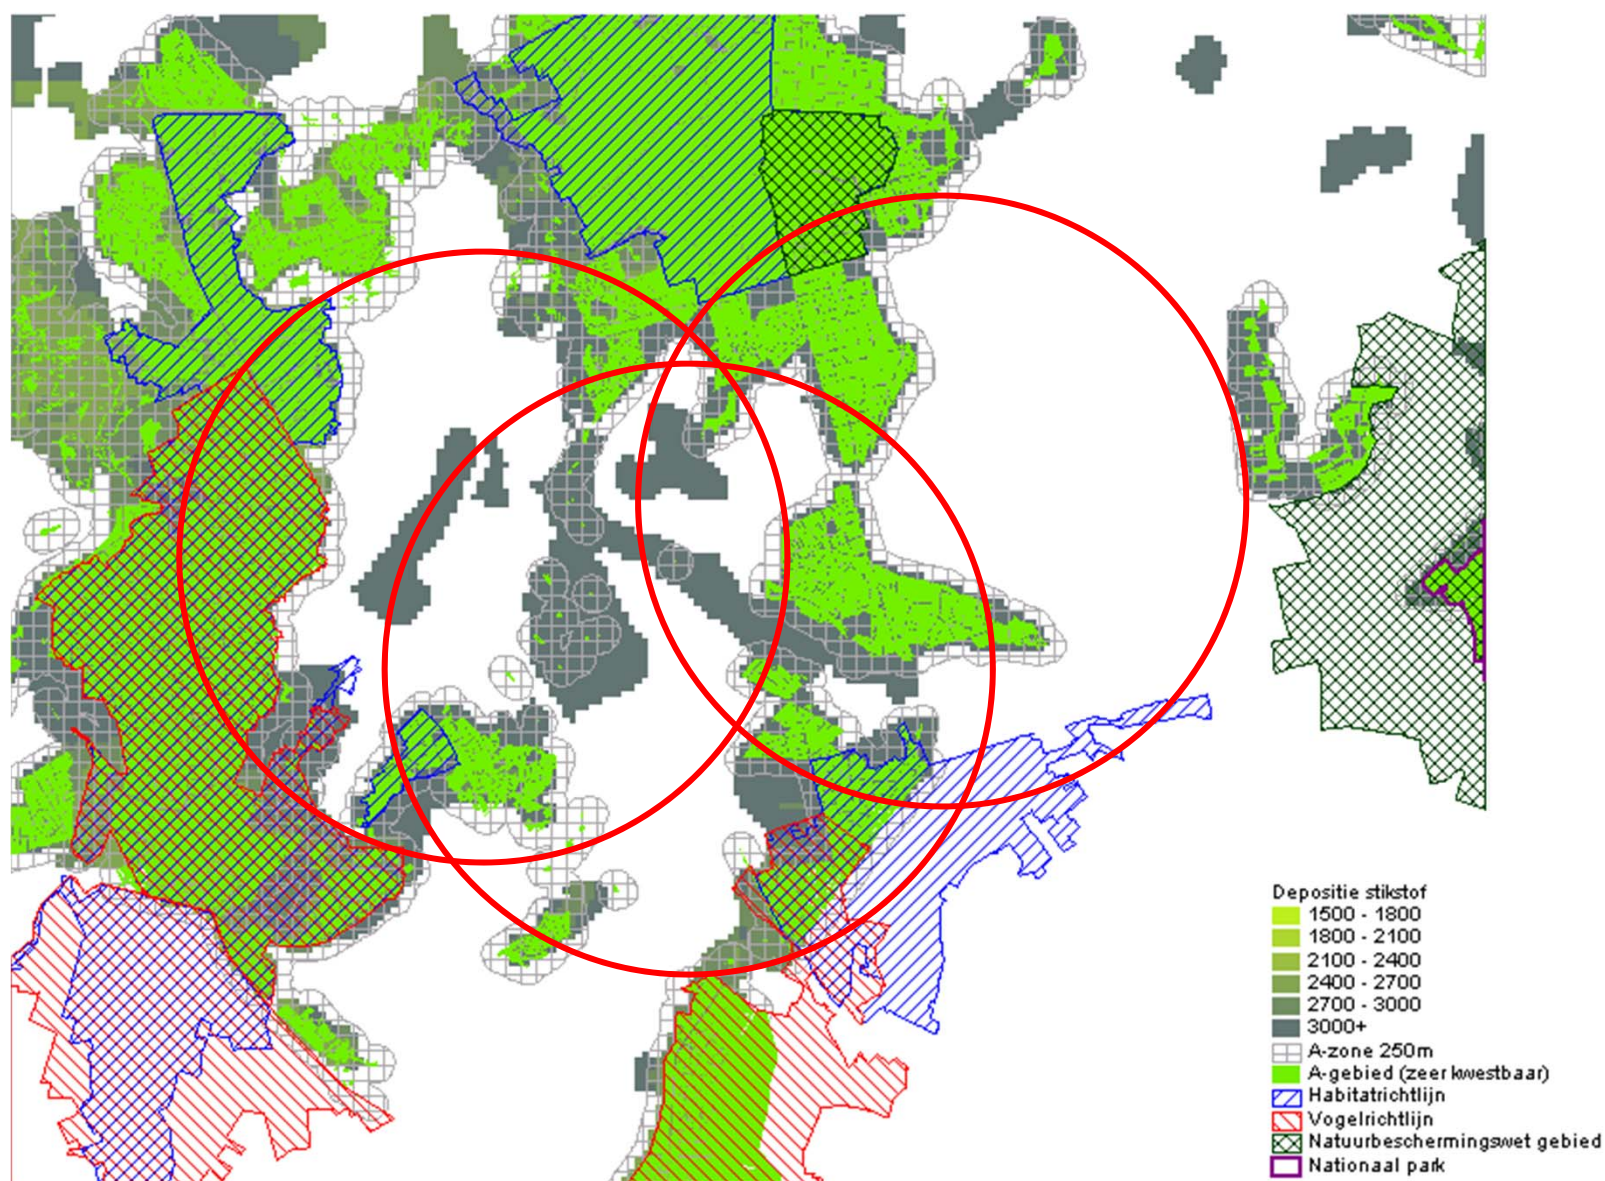 Depositie stikstof
1500 - 1800
1800 - 2100
2100 - 2400
2400 - 2700
2700 - 3000
3000+
A-zone 250m
A-gebied (zeer kwestbaar)
Habitatrichtlijn
Vogelrichtlijn
Natuurbeschermingswet gebied
Nationaal park